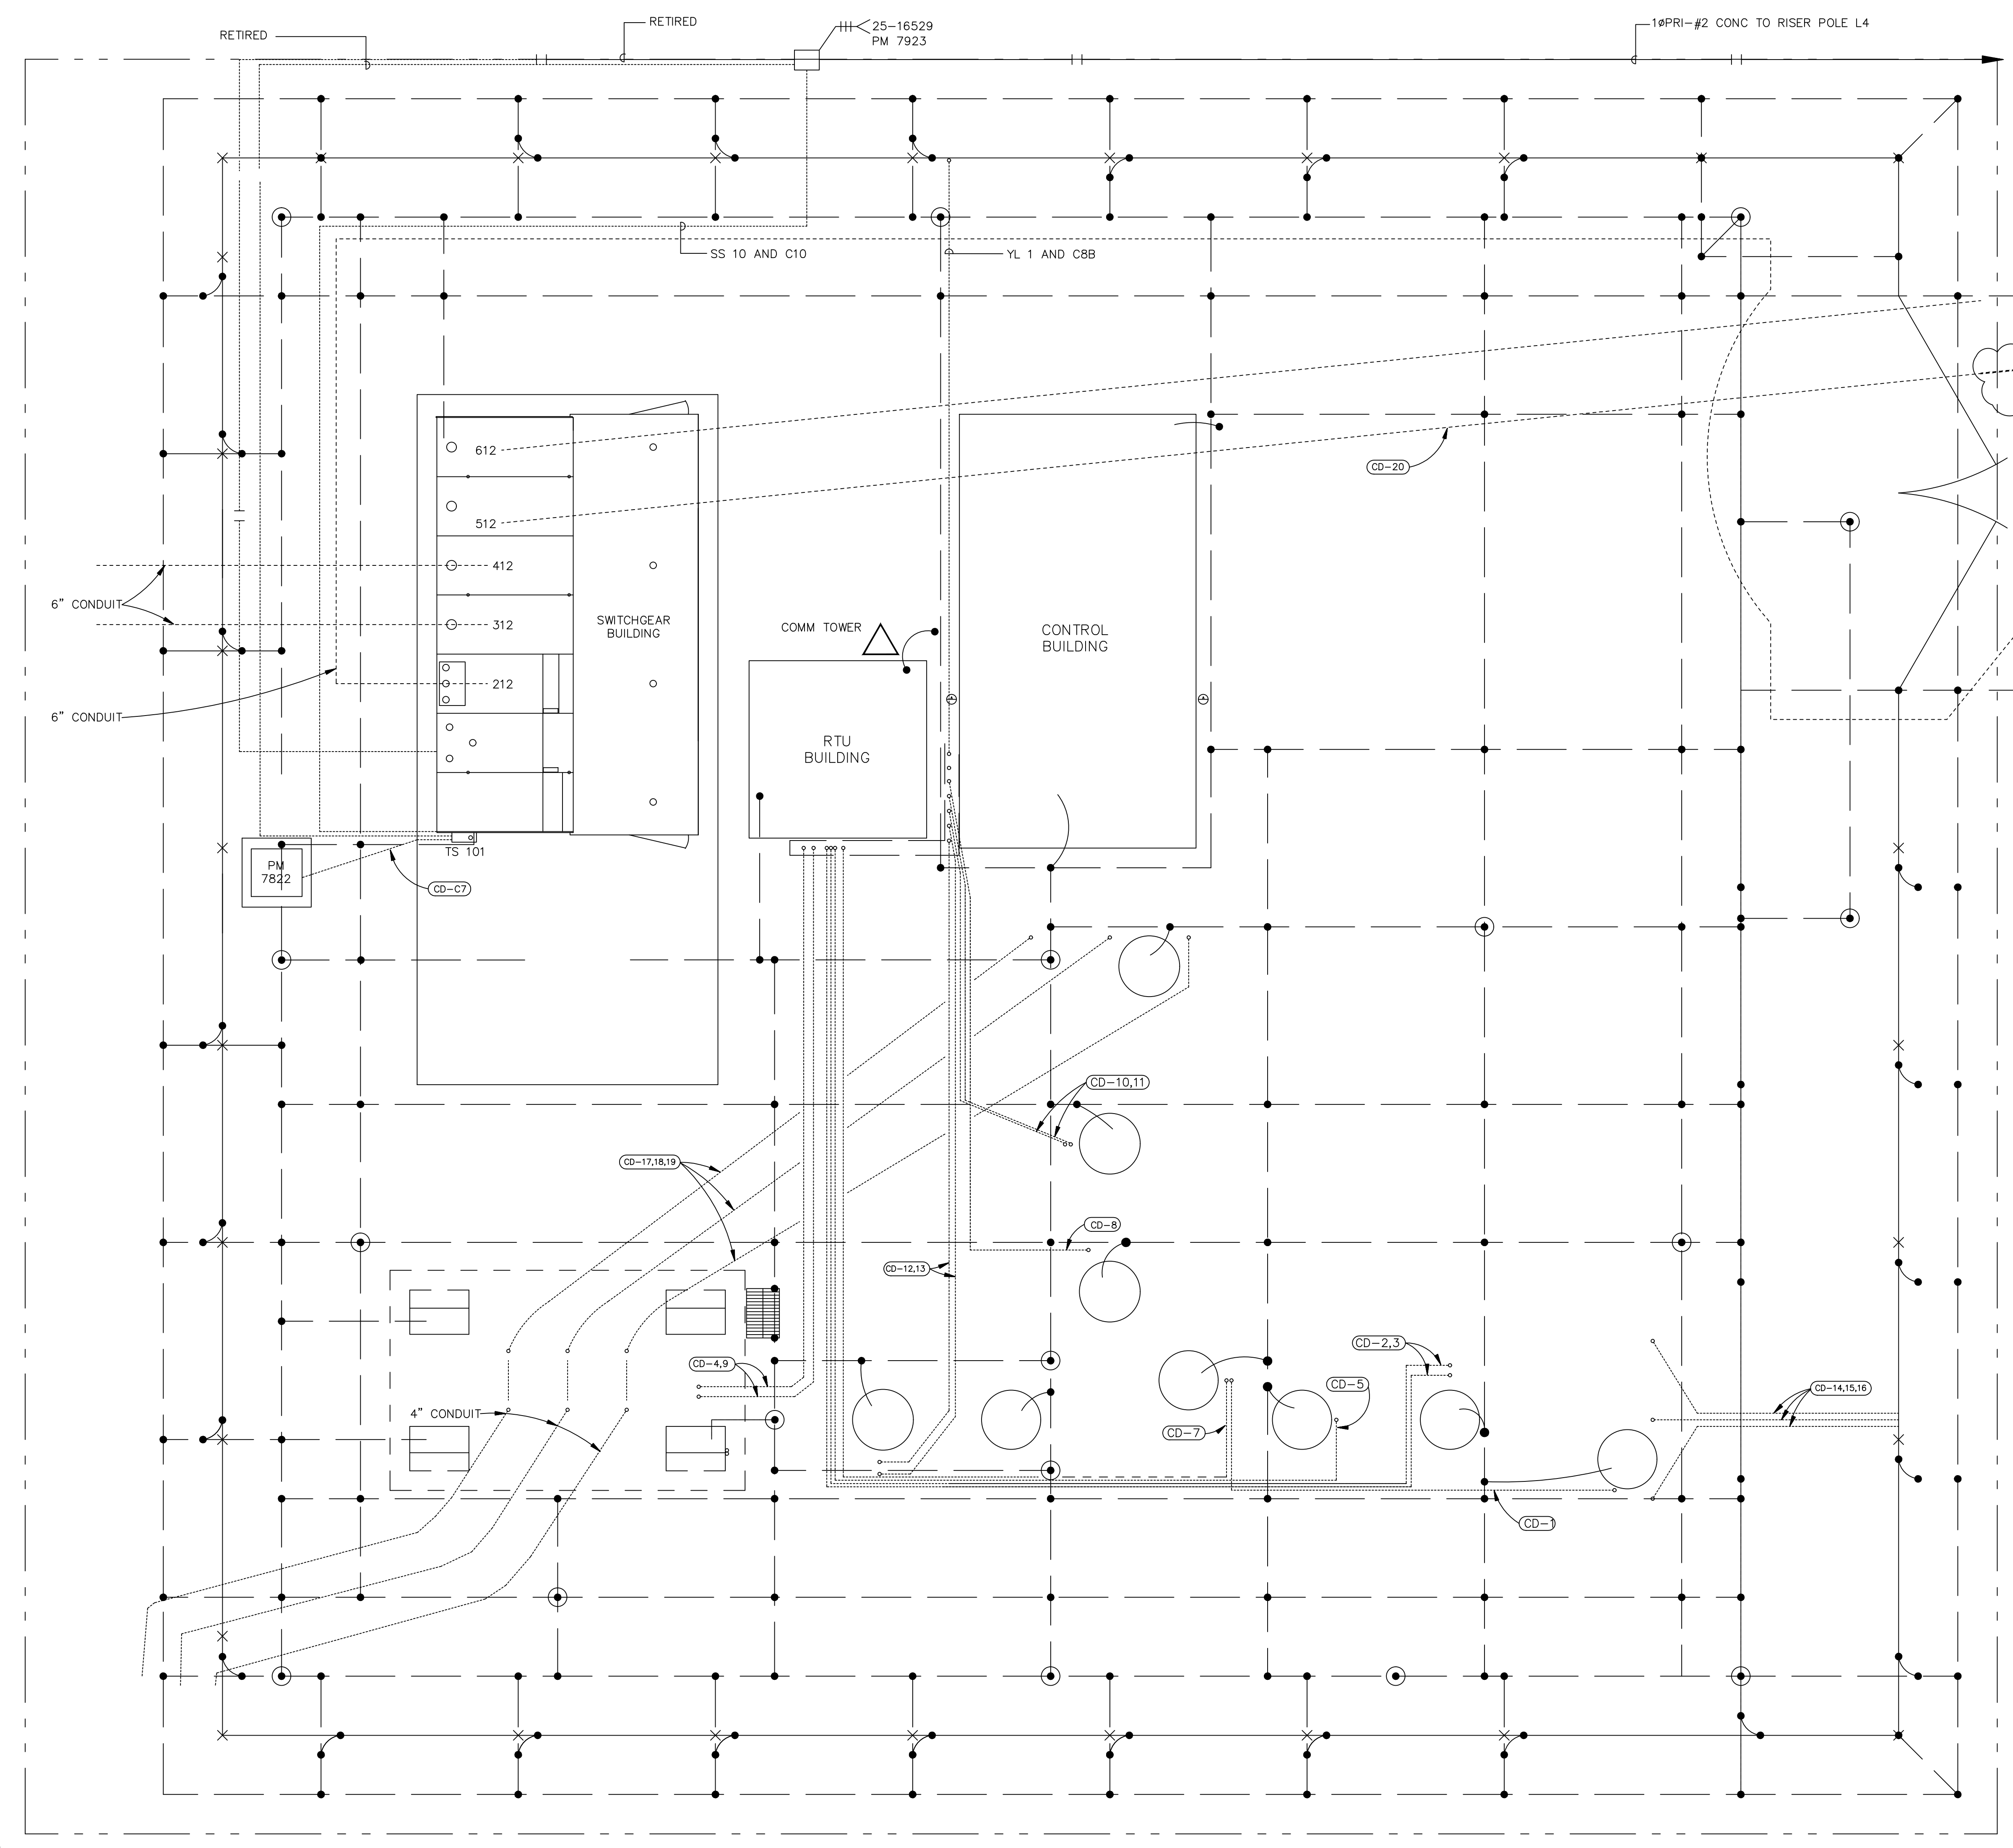 RETIRED
RETIRED
25-16529
PM 7923
1øPRI-#2 CONC TO RISER POLE L4
SS 10 AND C10
YL 1 AND C8B
612
512
412
312
212
6" CONDUIT
6" CONDUIT
SWITCHGEAR
BUILDING
COMM TOWER
CONTROL
BUILDING
RTU
BUILDING
CD-20
TS 101
PM
7822
CD-C7
CD-10,11
CD-17,18,19
CD-8
CD-12,13
CD-4,9
4" CONDUIT
CD-2,3
CD-5
CD-7
CD-14,15,16
CD-1